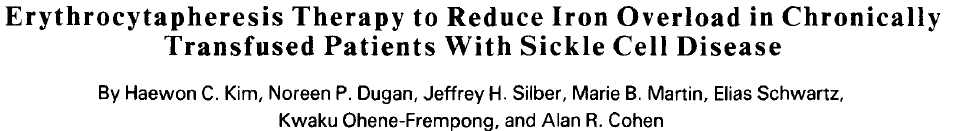 Erythrocytapheresis Therapy to Reduce Iron Overload in Chronically
Transfused Patients With Sickle Cell Disease
By Haewon C. Kim, Noreen P. Dugan, Jeffrey H. Silber, Marie B. Martin, Elias Schwartz,
Kwaku Ohene-Frempong, and Alan R. Cohen